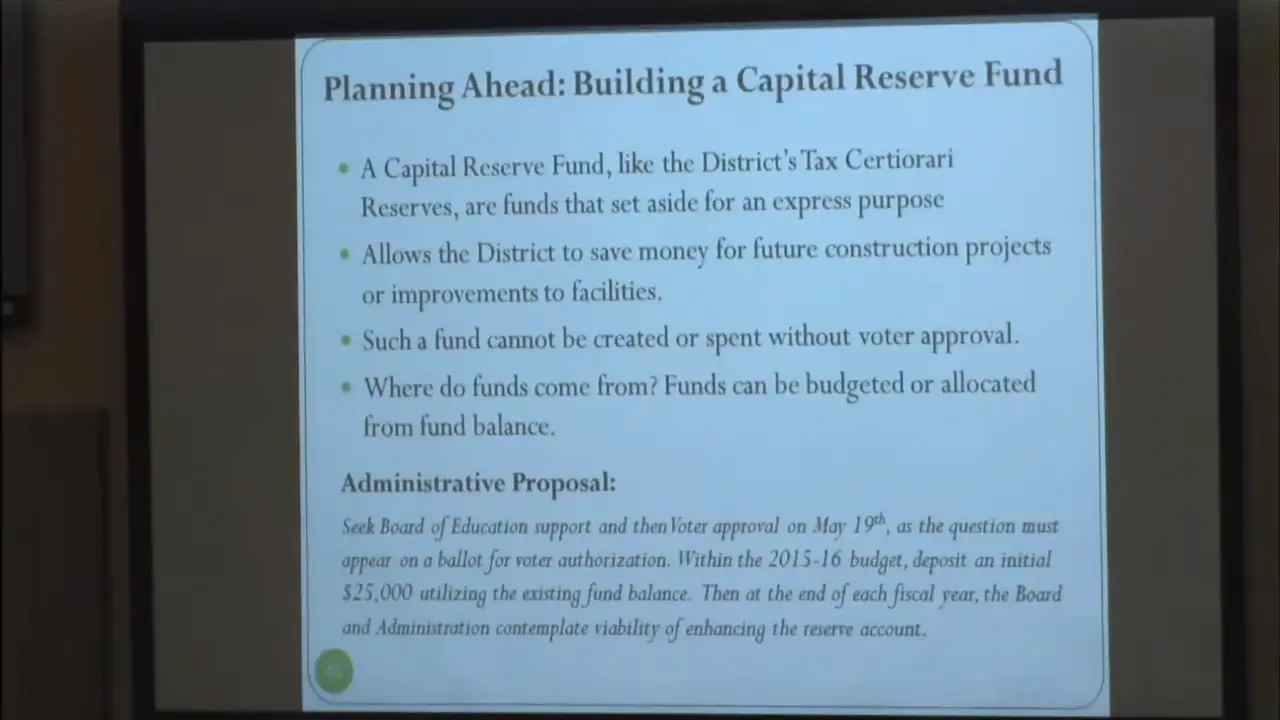 Planning Ahead: Building a Capital Reserve Fund
• A Capital Reserve Fund, like the District's Tax Certiorari
Reserves, are funds that set aside for an express purpose
• Allows the District to save money for future construction projects
or improvements to facilities.
• Such a fund cannot be created or spent without voter approval.
• Where do funds come from? Funds can be budgeted or allocated
from fund balance.
Administrative Proposal:
Seek Board of Education support and then Voter approval on May 19th, as the question must
appear on a ballot for voter authorization. Within the 2015-16 budget, deposit an initial
$25,000 utilizing the existing fund balance. Then at the end of each fiscal year, the Board
and Administration contemplate viability of enhancing the reserve account.